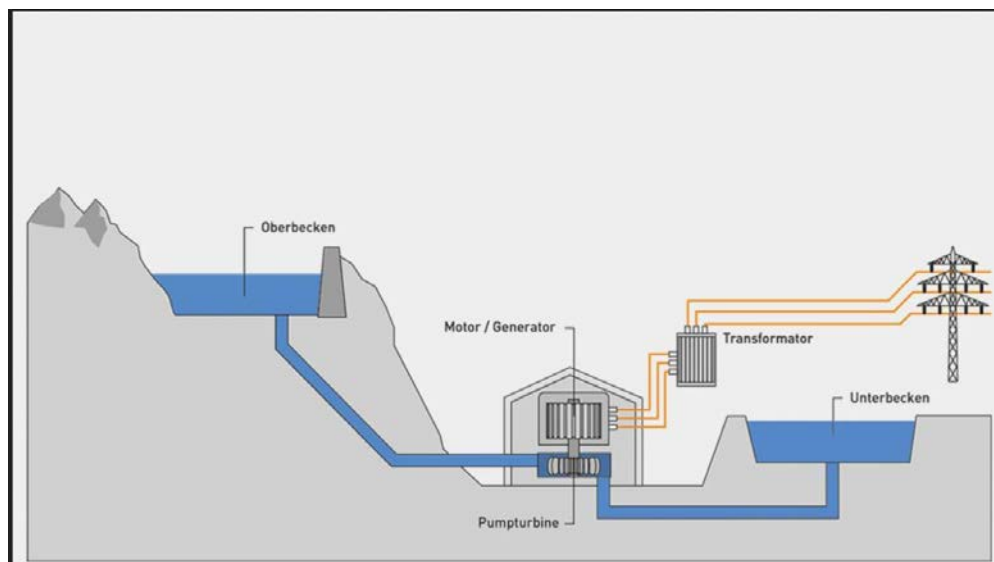 Oberbecken
Motor / Generator
Transformator
Unterbecken
Pumpturbine